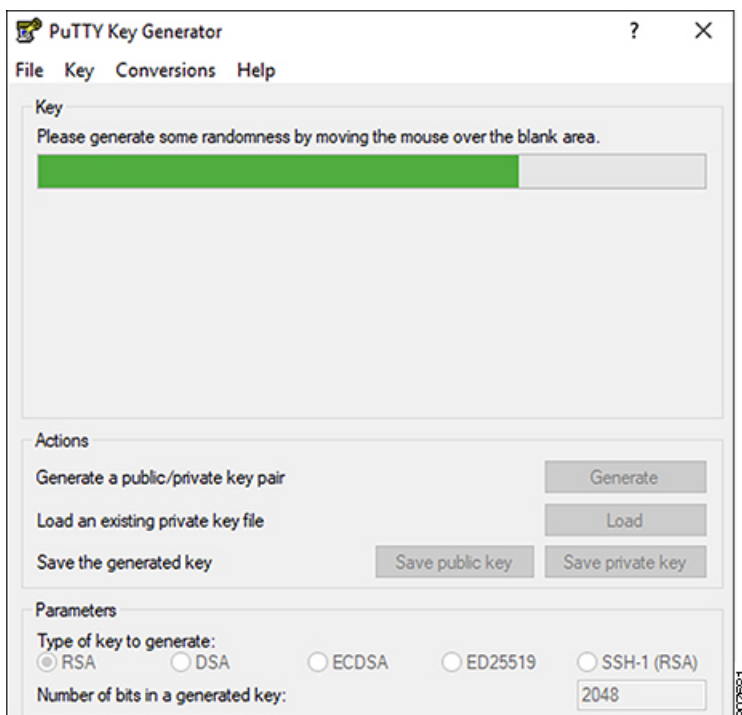 PuTTY Key Generator ?
File Key Conversions Help
Key
Please generate some randomness by moving the mouse over the blank area.
Actions
Generate a public/private key pair Generate
Load an existing private key file Load
Save the generated key Save public key Save private key
Parameters
Type of key to generate:
RSA DSA ECDSA ED25519 SSH-1 (RSA)
Number of bits in a generated key: 2048